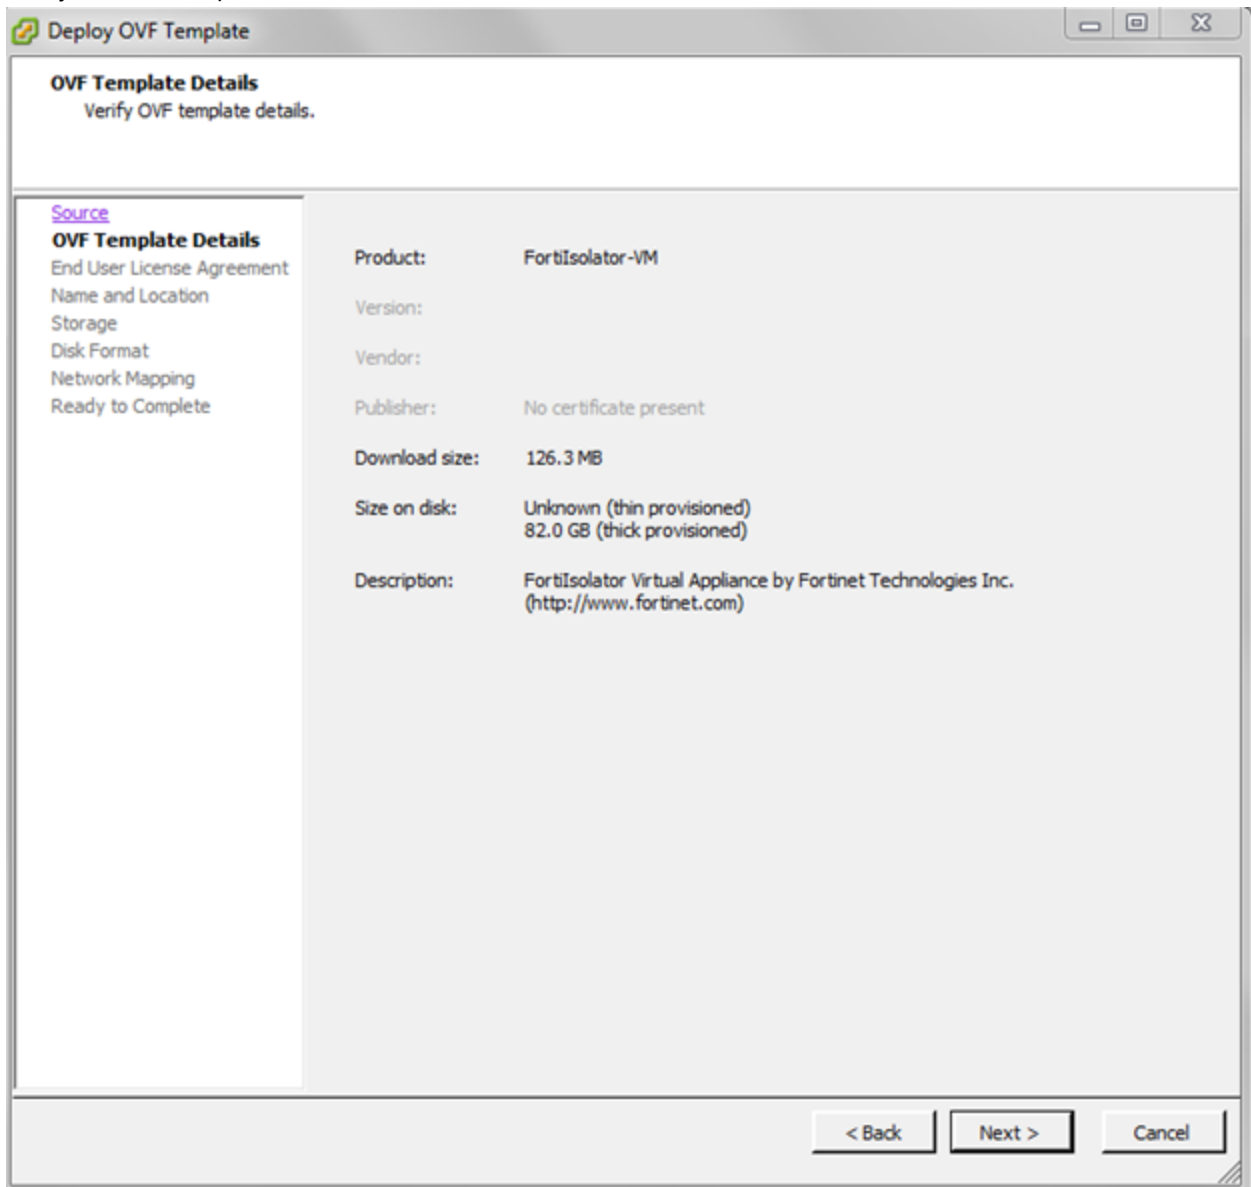 Deploy OVF Template
OVF Template Details
Verify OVF template details.
Source
OVF Template Details
End User License Agreement
Name and Location
Storage
Disk Format
Network Mapping
Ready to Complete
Product: FortiIsolator-VM
Version:
Vendor:
Publisher: No certificate present
Download size: 126.3 MB
Size on disk: Unknown (thin provisioned)
82.0 GB (thick provisioned)
Description: FortiIsolator Virtual Appliance by Fortinet Technologies Inc.
(http://www.fortinet.com)
< Back Next > Cancel